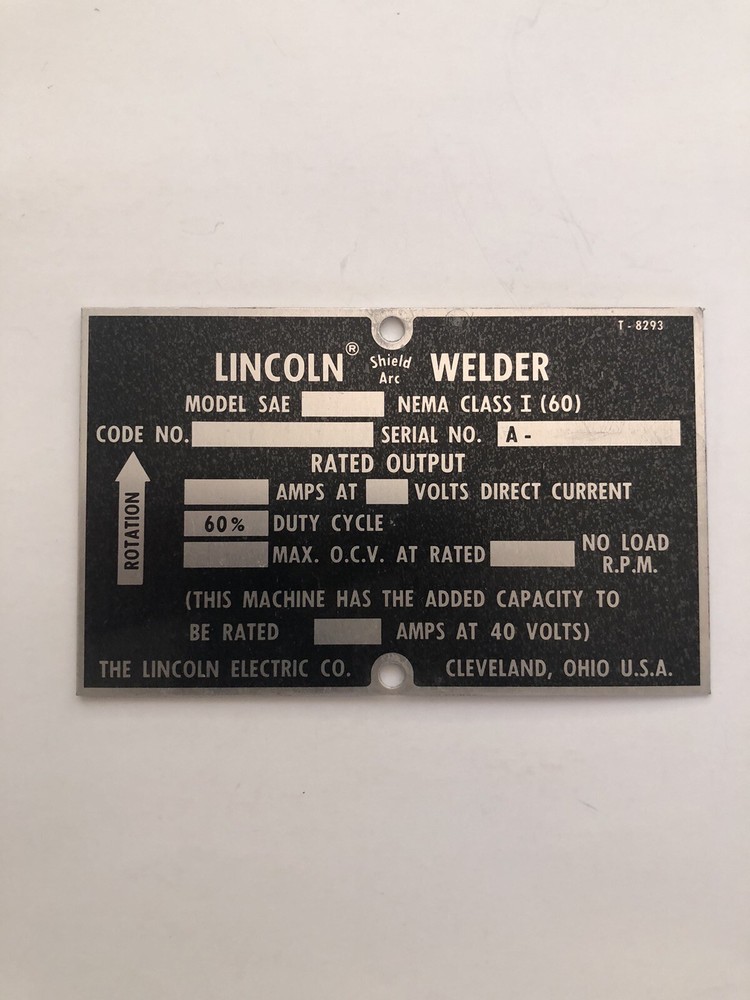 T-8293
LINCOLN® Shield Arc WELDER
MODEL SAE NEMA CLASS I (60)
CODE NO. SERIAL NO. A-
RATED OUTPUT
AMPS AT VOLTS DIRECT CURRENT
60% DUTY CYCLE
MAX. O.C.V. AT RATED NO LOAD R.P.M.
ROTATION
(THIS MACHINE HAS THE ADDED CAPACITY TO
BE RATED AMPS AT 40 VOLTS)
THE LINCOLN ELECTRIC CO. CLEVELAND, OHIO U.S.A.